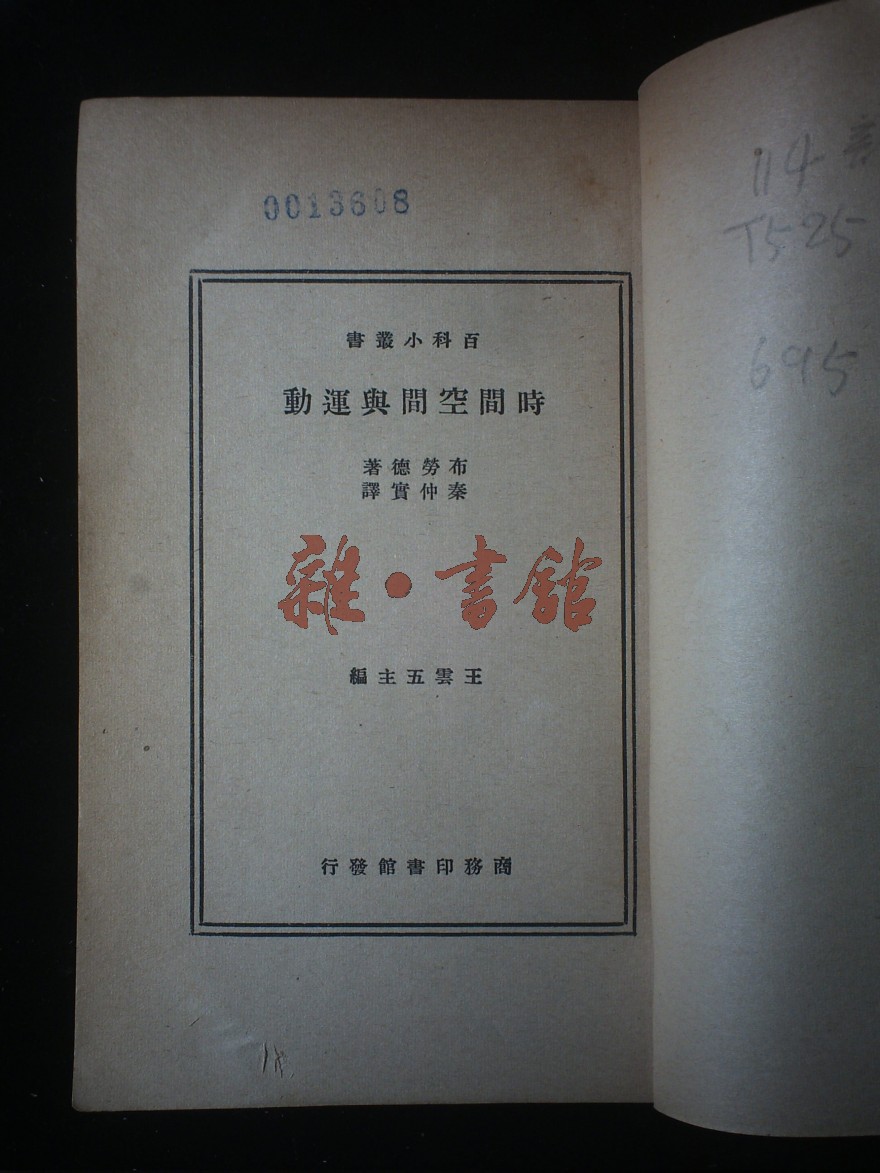 0013608
百科小叢書
時間空間與運動
布勞德著
秦仲實譯
雜·書館
王雲五主編
商務印書館發行
114
T525
695